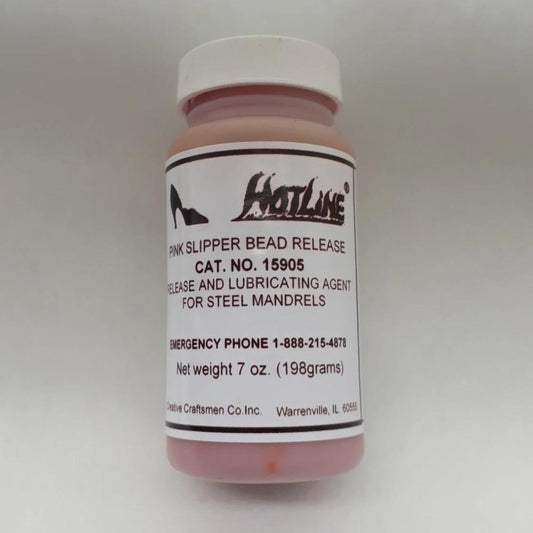 HOTLINE®
PINK SLIPPER BEAD RELEASE
CAT. NO. 15905
RELEASE AND LUBRICATING AGENT
FOR STEEL MANDRELS
EMERGENCY PHONE 1-888-215-4878
Net weight 7 oz. (198grams)
Creative Craftsmen Co.Inc. Warrenville, IL 60555